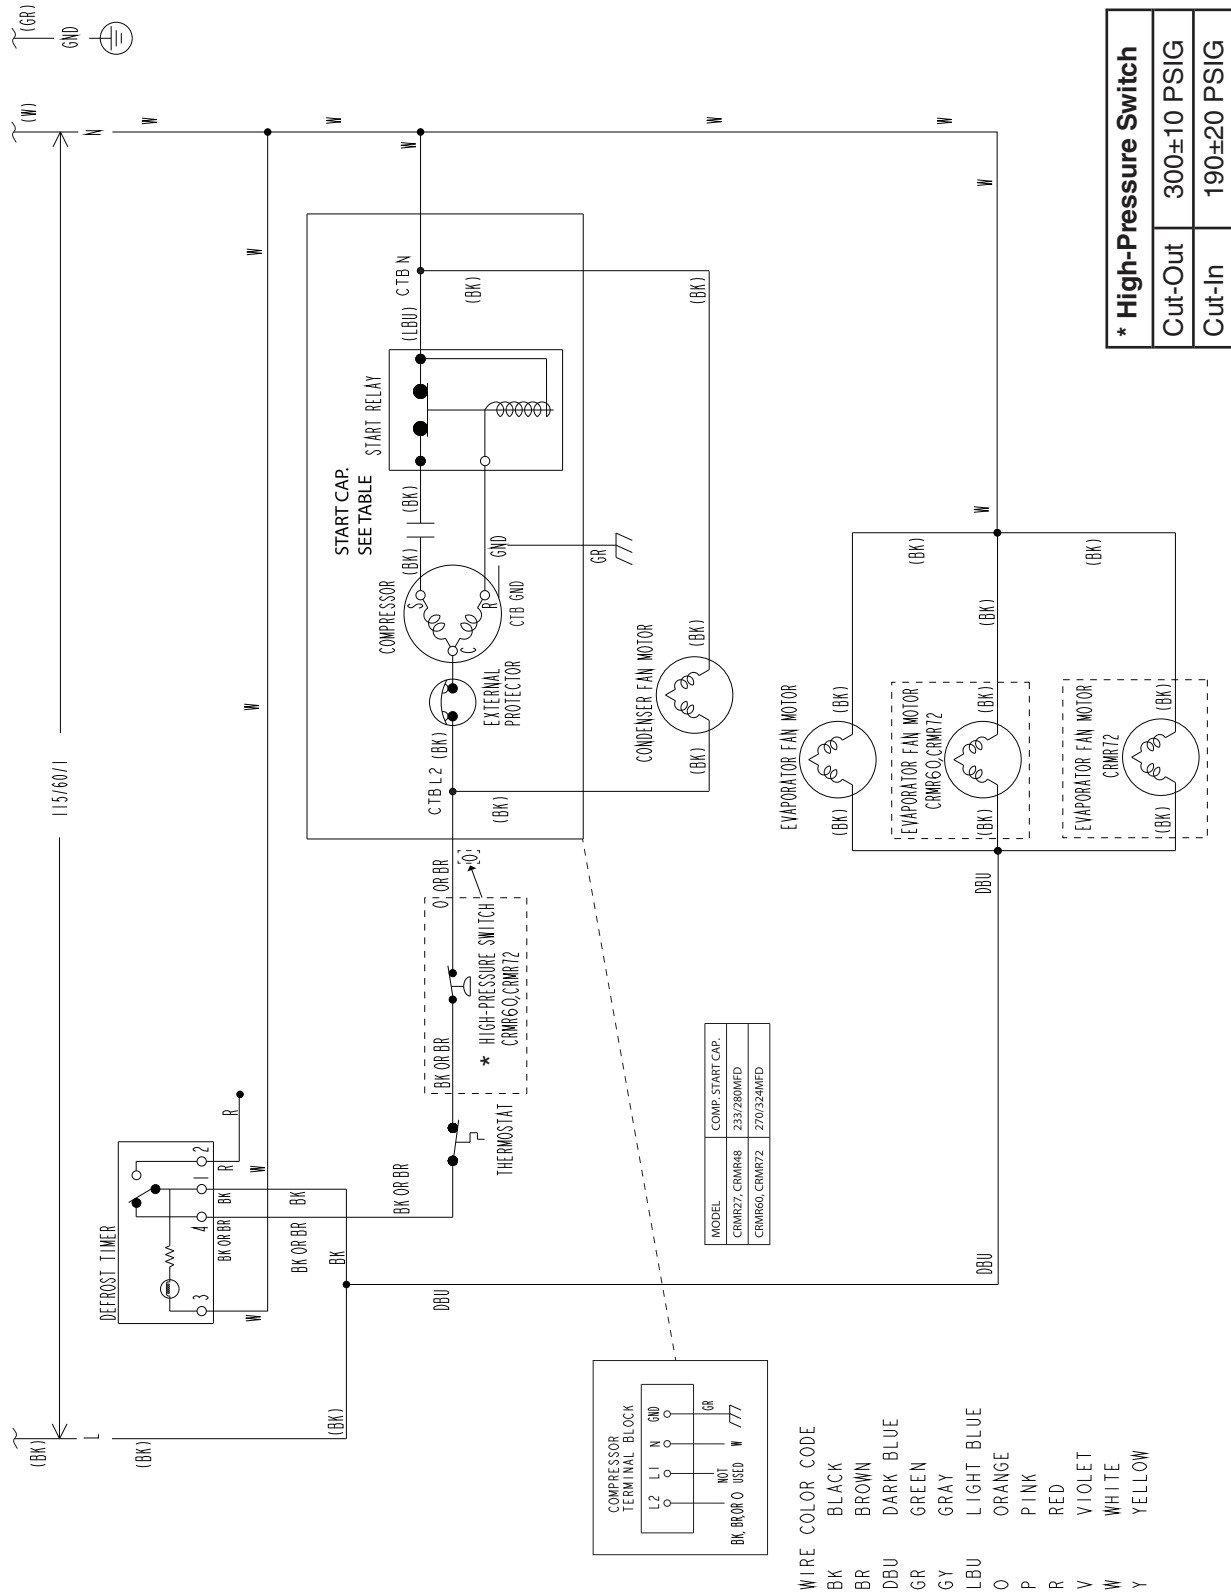 (BK)
L
(BK)
115/60/1
(W)
N
(GR)
GND
W
W
W
W
W
W
W
DEFROST TIMER
3
4
1
2
W
BK OR BR
BK
R
W
R
BK OR BR
BK
BK
(BK)
BK OR BR
THERMOSTAT
BK OR BR
O OR BR
* HIGH-PRESSURE SWITCH
CRMR60,CRMR72
(O)
CTB L2
(BK)
(BK)
EXTERNAL
PROTECTOR
COMPRESSOR
C
S
R
(BK)
(BK)
START CAP.
SEE TABLE
GND
CTB GND
GR
START RELAY
(LBU)
CTB N
(BK)
W
(BK)
CONDENSER FAN MOTOR
(BK)
(BK)
DBU
DBU
DBU
EVAPORATOR FAN MOTOR
(BK)
(BK)
(BK)
EVAPORATOR FAN MOTOR
CRMR60,CRMR72
(BK)
(BK)
(BK)
EVAPORATOR FAN MOTOR
CRMR72
(BK)
(BK)
(BK)
W
MODEL COMP. START CAP.
CRMR27, CRMR48 233/280MFD
CRMR60, CRMR72 270/324MFD
COMPRESSOR
TERMINAL BLOCK
L2 L1 N GND
BK, BR,OR O
NOT
USED
W
GR
WIRE COLOR CODE
BK BLACK
BR BROWN
DBU DARK BLUE
GR GREEN
GY GRAY
LBU LIGHT BLUE
O ORANGE
P PINK
R RED
V VIOLET
W WHITE
Y YELLOW
* High-Pressure Switch
Cut-Out 300±10 PSIG
Cut-In 190±20 PSIG